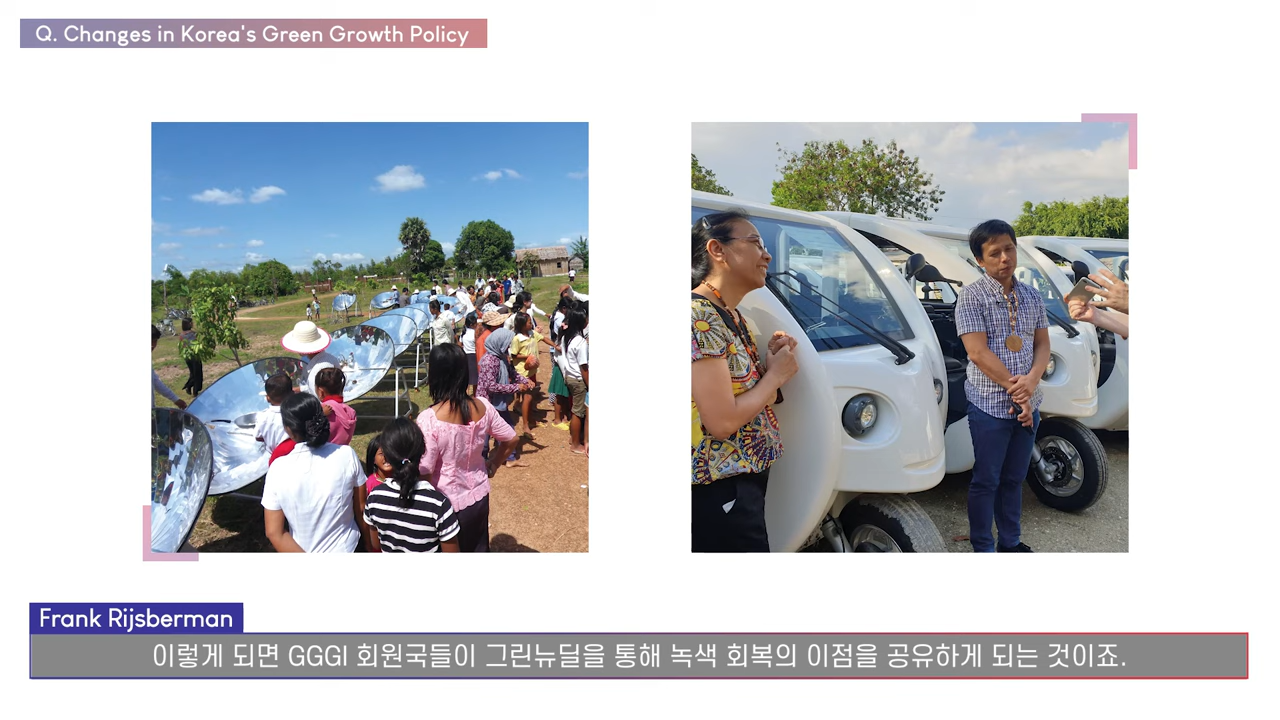 Q. Changes in Korea's Green Growth Policy
Frank Rijsberman
이렇게 되면 GGGI 회원국들이 그린뉴딜을 통해 녹색 회복의 이점을 공유하게 되는 것이죠.